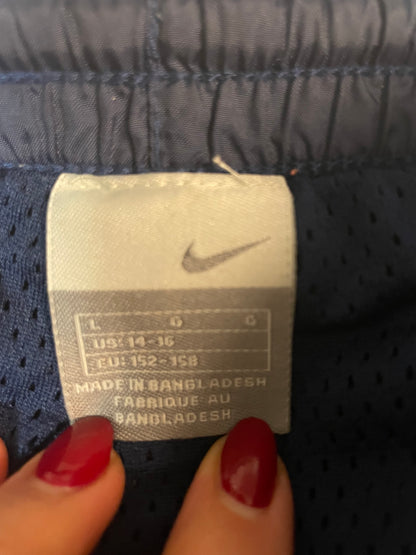 L G G
US: 14-16
EU: 152-158
MADE IN BANGLADESH
FABRIQUE AU
BANGLADESH